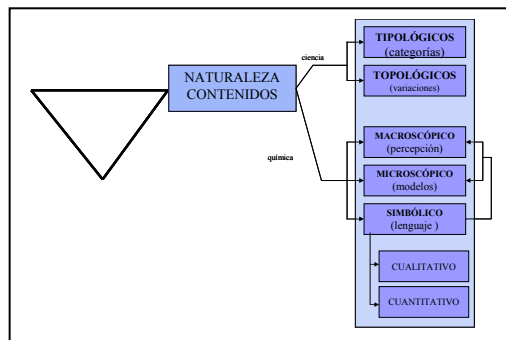 NATURALEZA
CONTENIDOS
ciencia
TIPOLÓGICOS
(categorías)
TOPOLÓGICOS
(variaciones)
química
MACROSCÓPICO
(percepción)
MICROSCÓPICO
(modelos)
SIMBÓLICO
(lenguaje )
CUALITATIVO
CUANTITATIVO